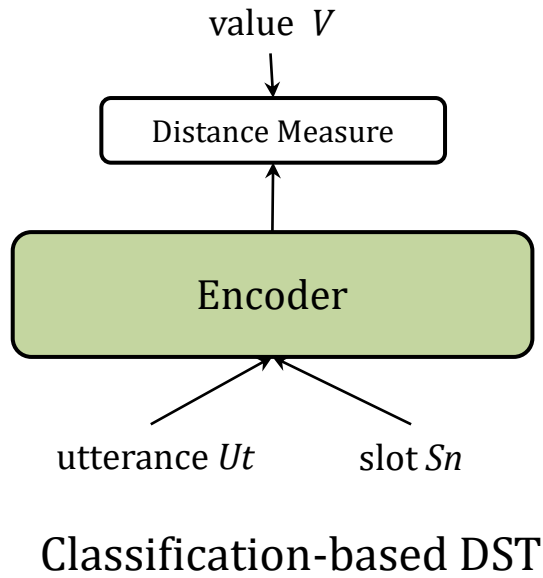 value V
Distance Measure
Encoder
utterance Ut slot Sn
Classification-based DST